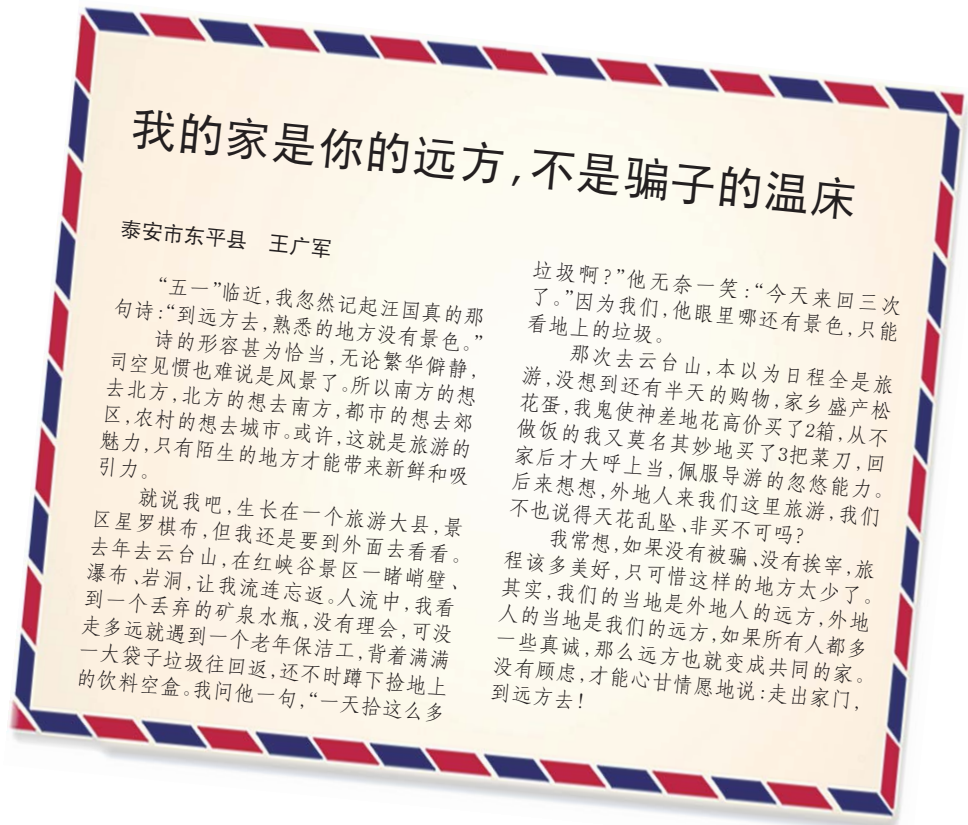 我的家是你的远方,不是骗子的温床
泰安市东平县　王广军
“五一”临近,我忽然记起汪国真的那
句诗:“到远方去,熟悉的地方没有景色。”
诗的形容甚为恰当,无论繁华僻静,
司空见惯也难说是风景了。所以南方的想
去北方,北方的想去南方,都市的想去郊
区,农村的想去城市。或许,这就是旅游的
魅力,只有陌生的地方才能带来新鲜和吸
引力。
就说我吧,生长在一个旅游大县,景
区星罗棋布,但我还是要到外面去看看。
去年去云台山,在红峡谷景区一睹峭壁、
瀑布、岩洞,让我流连忘返。人流中,我看
到一个丢弃的矿泉水瓶,没有理会,可没
走多远就遇到一个老年保洁工,背着满满
一大袋子垃圾往回返,还不时蹲下捡地上
的饮料空盒。我问他一句,“一天拾这么多
垃圾啊?”他无奈一笑:“今天来回三次
了。”因为我们,他眼里哪还有景色,只能
看地上的垃圾。
那次去云台山,本以为日程全是旅
游,没想到还有半天的购物,家乡盛产松
花蛋,我鬼使神差地花高价买了2箱,从不
做饭的我又莫名其妙地买了3把菜刀,回
家后才大呼上当,佩服导游的忽悠能力。
后来想想,外地人来我们这里旅游,我们
不也说得天花乱坠、非买不可吗?
我常想,如果没有被骗、没有挨宰,旅
程该多美好,只可惜这样的地方太少了。
其实,我们的当地是外地人的远方,外地
人的当地是我们的远方,如果所有人都多
一些真诚,那么远方也就变成共同的家。
没有顾虑,才能心甘情愿地说:走出家门,
到远方去!